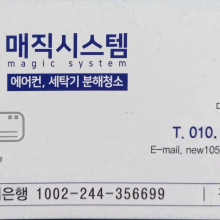 매직시스템
magic system
에어컨, 세탁기 분해청소
T. 010.
E-mail. new105
은행 1002-244-356699